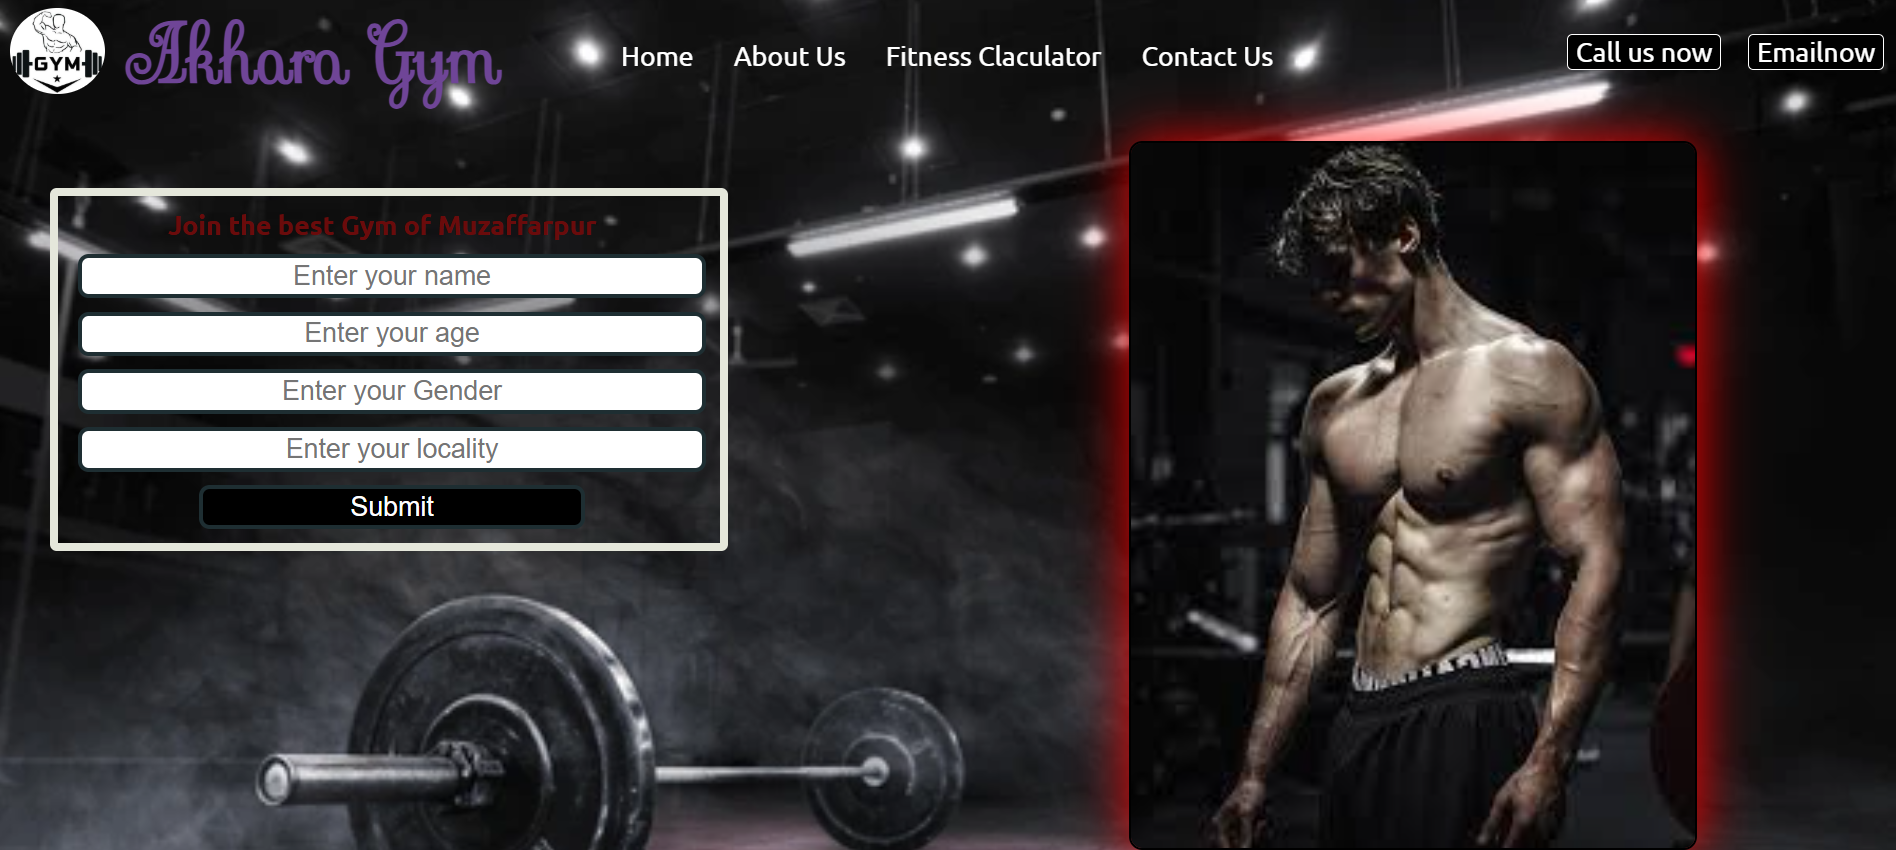 GYM
Akhara Gym
Home About Us Fitness Claculator Contact Us
Call us now Emailnow
Join the best Gym of Muzaffarpur
Enter your name
Enter your age
Enter your Gender
Enter your locality
Submit